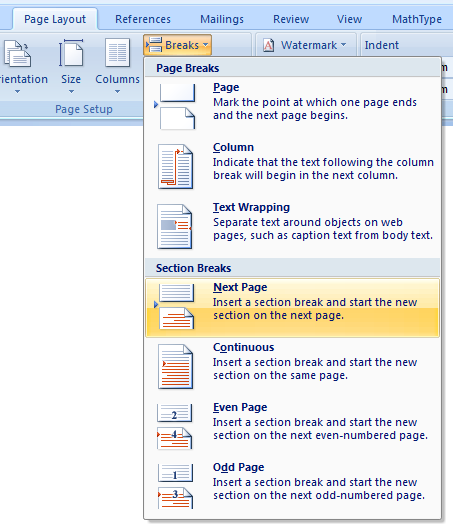 Page Layout References Mailings Review View MathType
rientation Size Columns Breaks Watermark Indent
Page Setup
Page Breaks
Page
Mark the point at which one page ends
and the next page begins.
Column
Indicate that the text following the column
break will begin in the next column.
Text Wrapping
Separate text around objects on web
pages, such as caption text from body text.
Section Breaks
Next Page
Insert a section break and start the new
section on the next page.
Continuous
Insert a section break and start the new
section on the same page.
2
4
Even Page
Insert a section break and start the new
section on the next even-numbered page.
1
3
Odd Page
Insert a section break and start the new
section on the next odd-numbered page.